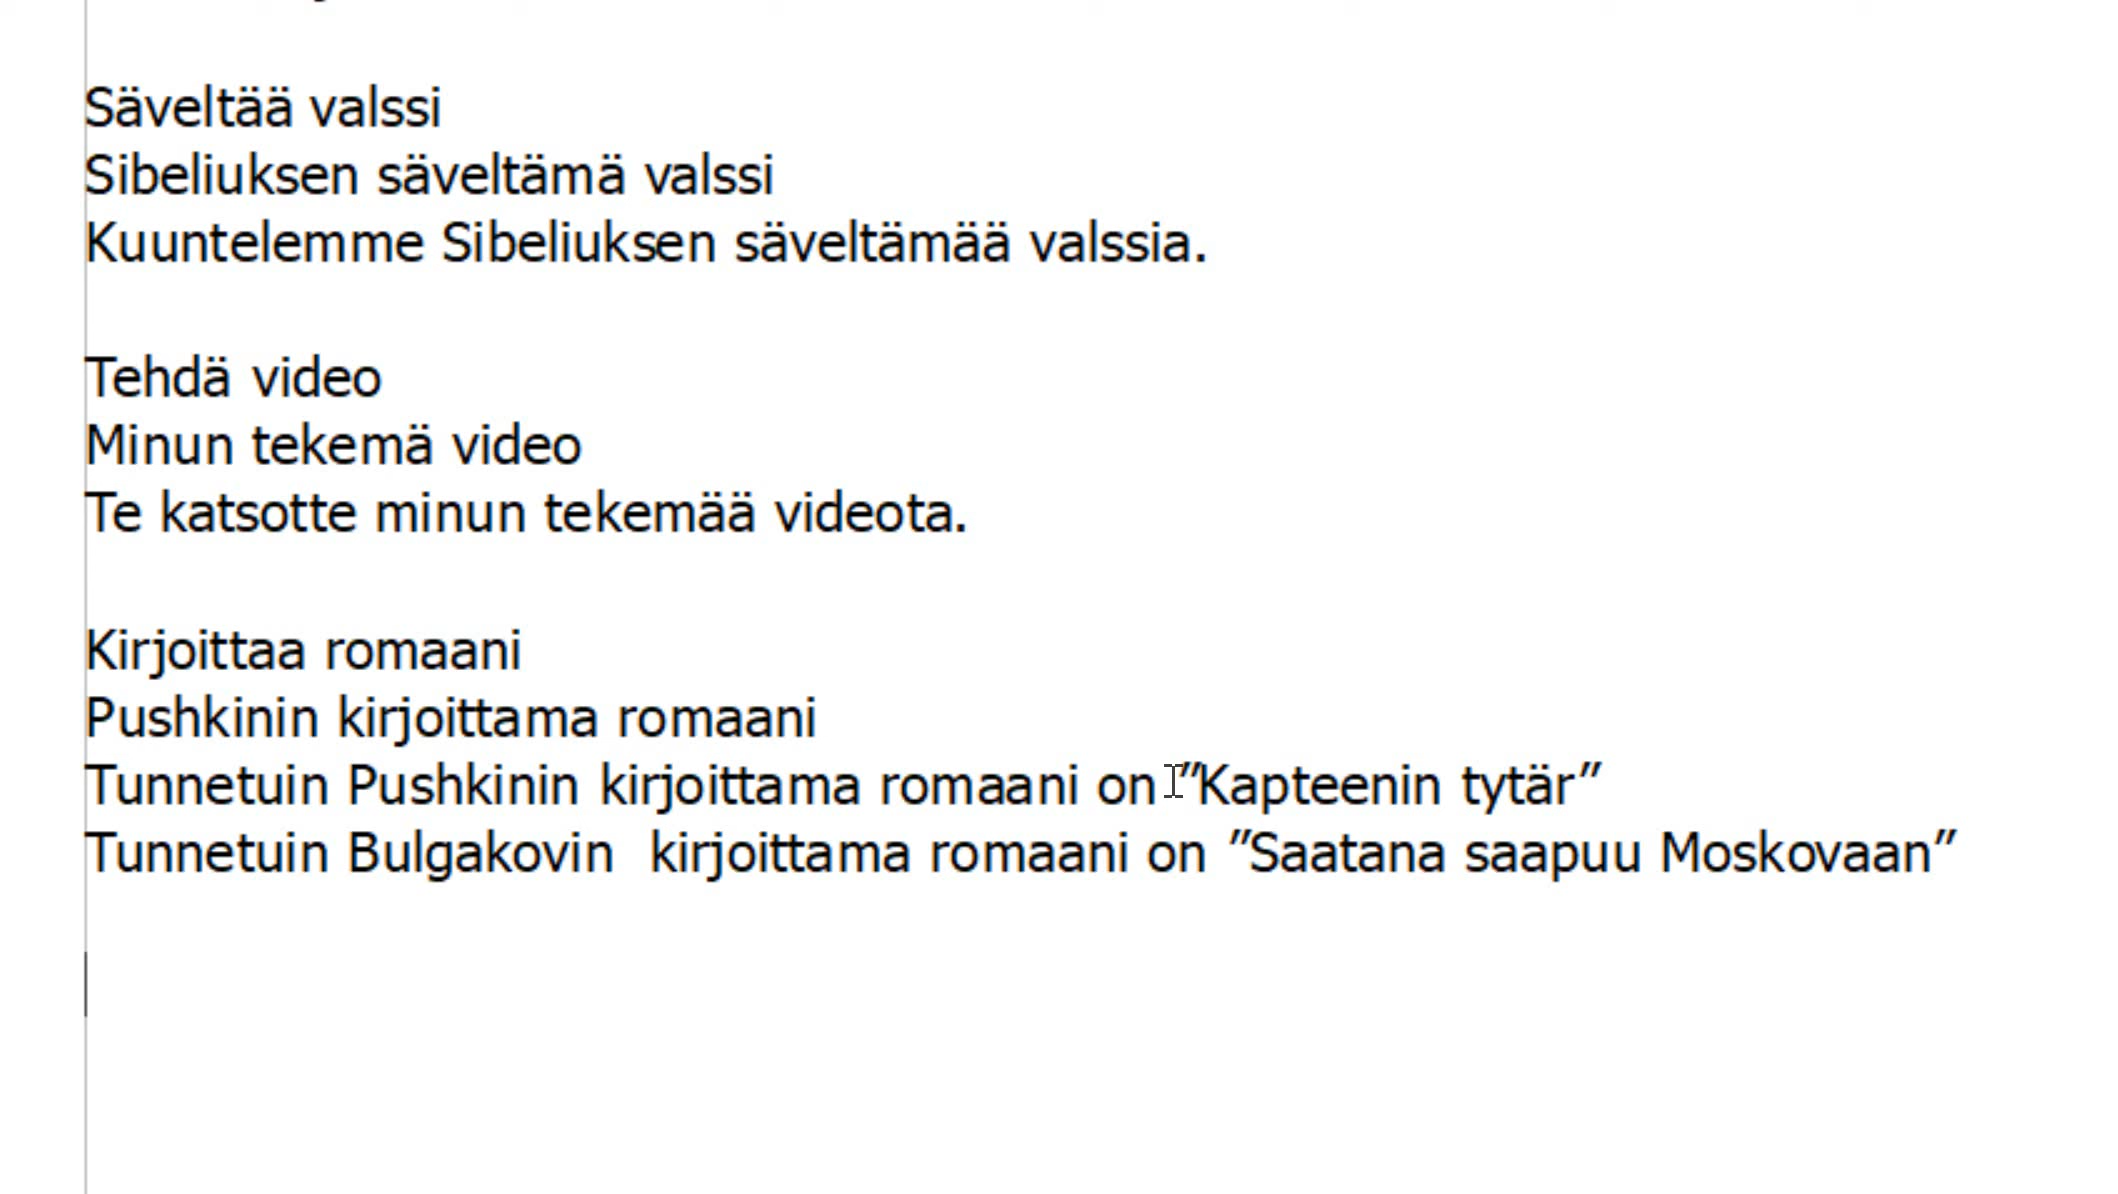 Säveltää valssi
Sibeliuksen säveltämä valssi
Kuuntelemme Sibeliuksen säveltämää valssia.
Tehdä video
Minun tekemä video
Te katsotte minun tekemää videota.
Kirjoittaa romaani
Pushkinin kirjoittama romaani
Tunnetuin Pushkinin kirjoittama romaani on ”Kapteenin tytär”
Tunnetuin Bulgakovin  kirjoittama romaani on ”Saatana saapuu Moskovaan”